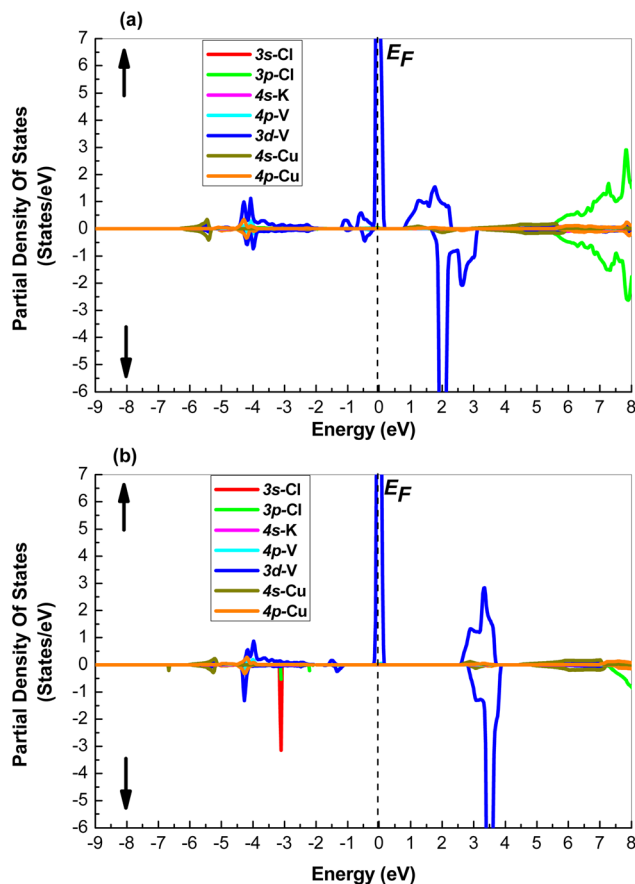 (a)
7
6
5
4
3
2
1
0
-1
-2
-3
-4
-5
-6
Partial Density Of States
(States/eV)
3s-Cl
3p-Cl
4s-K
4p-V
3d-V
4s-Cu
4p-Cu
EF
-9 -8 -7 -6 -5 -4 -3 -2 -1 0 1 2 3 4 5 6 7 8
Energy (eV)
(b)
7
6
5
4
3
2
1
0
-1
-2
-3
-4
-5
-6
Partial Density Of States
(States/eV)
3s-Cl
3p-Cl
4s-K
4p-V
3d-V
4s-Cu
4p-Cu
EF
-9 -8 -7 -6 -5 -4 -3 -2 -1 0 1 2 3 4 5 6 7 8
Energy (eV)